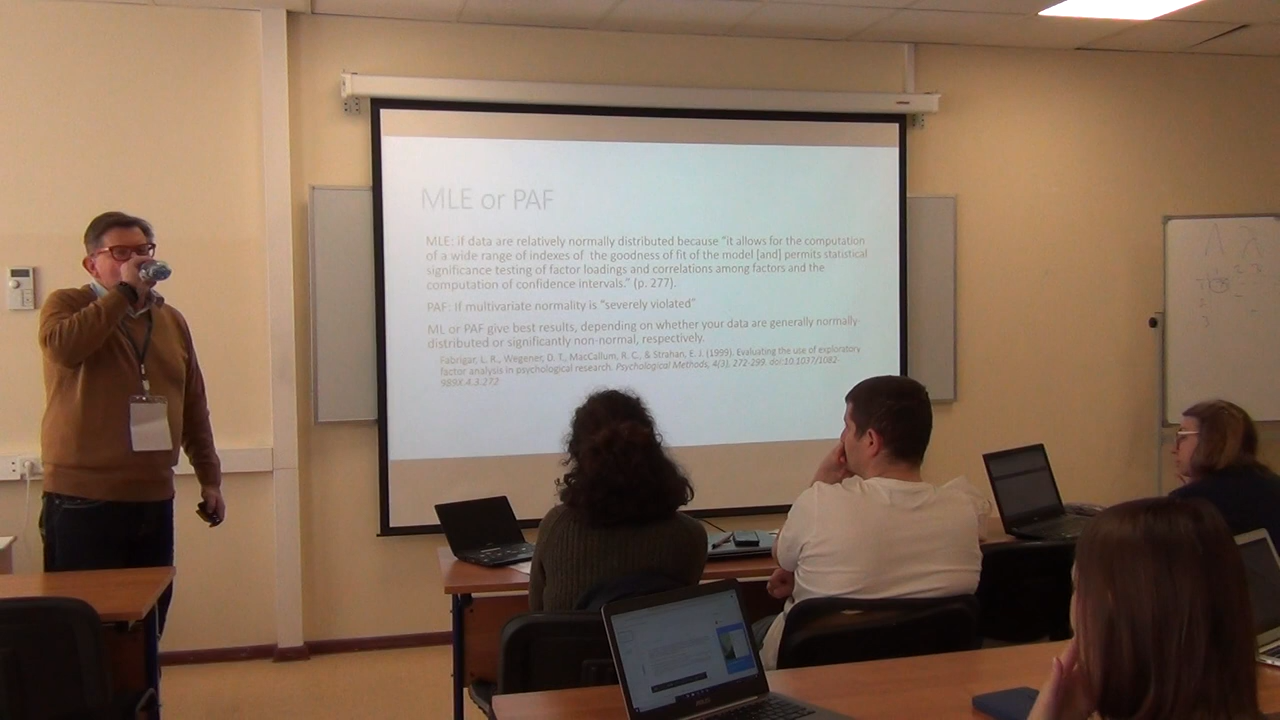 MLE or PAF
MLE: if data are relatively normally distributed because "it allows for the computation
of a wide range of indexes of the goodness of fit of the model [and] permits statistical
significance testing of factor loadings and correlations among factors and the
computation of confidence intervals." (p. 277).
PAF: If multivariate normality is "severely violated"
ML or PAF give best results, depending on whether your data are generally normally-
distributed or significantly non-normal, respectively.
Fabrigar, L. R., Wegener, D. T., MacCallum, R. C., & Strahan, E. J. (1999). Evaluating the use of exploratory
factor analysis in psychological research. Psychological Methods, 4(3), 272-299. doi:10.1037/1082-
989X.4.3.272